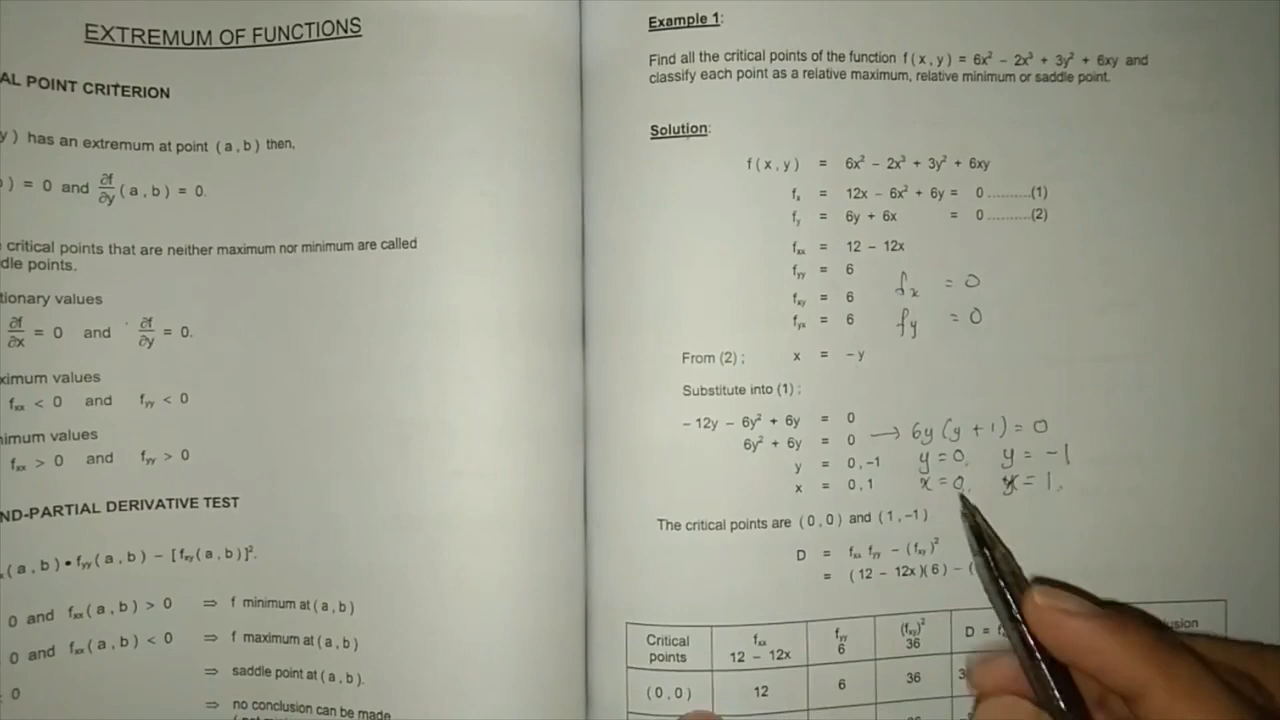 EXTREMUM OF FUNCTIONS
AL POINT CRITERION
y ) has an extremum at point ( a , b ) then,
) = 0 and ∂f/∂y ( a , b ) = 0.
critical points that are neither maximum nor minimum are called
dle points.
tionary values
∂f/∂x = 0 and ∂f/∂y = 0.
ximum values
fxx < 0 and fyy < 0
nimum values
fxx > 0 and fyy > 0
ND-PARTIAL DERIVATIVE TEST
x( a , b ) • fyy( a , b ) − [fxy( a , b )]².
0 and fxx( a , b ) > 0 ⇒ f minimum at ( a , b )
0 and fxx( a , b ) < 0 ⇒ f maximum at ( a , b )
⇒ saddle point at ( a , b ).
0
⇒ no conclusion can be made
Example 1:
Find all the critical points of the function f ( x , y ) = 6x² − 2x³ + 3y² + 6xy and
classify each point as a relative maximum, relative minimum or saddle point.
Solution:
f ( x , y ) = 6x² − 2x³ + 3y² + 6xy
fx = 12x − 6x² + 6y = 0 ..........(1)
fy = 6y + 6x = 0 ..........(2)
fxx = 12 − 12x
fyy = 6
fxy = 6 fx = 0
fyx = 6 fy = 0
From (2) ; x = − y
Substitute into (1) ;
− 12y − 6y² + 6y = 0
6y² + 6y = 0 → 6y (y + 1) = 0
y = 0 , -1 y = 0, y = -1
x = 0 , 1 x = 0, x = 1,
The critical points are ( 0 , 0 ) and ( 1 , -1 )
D = fxx fyy − ( fxy )²
= ( 12 − 12x )( 6 ) − (
Critical points fxx 12 − 12x fyy 6 (fxy)² 36 D = f
( 0 , 0 ) 12 6 36 3